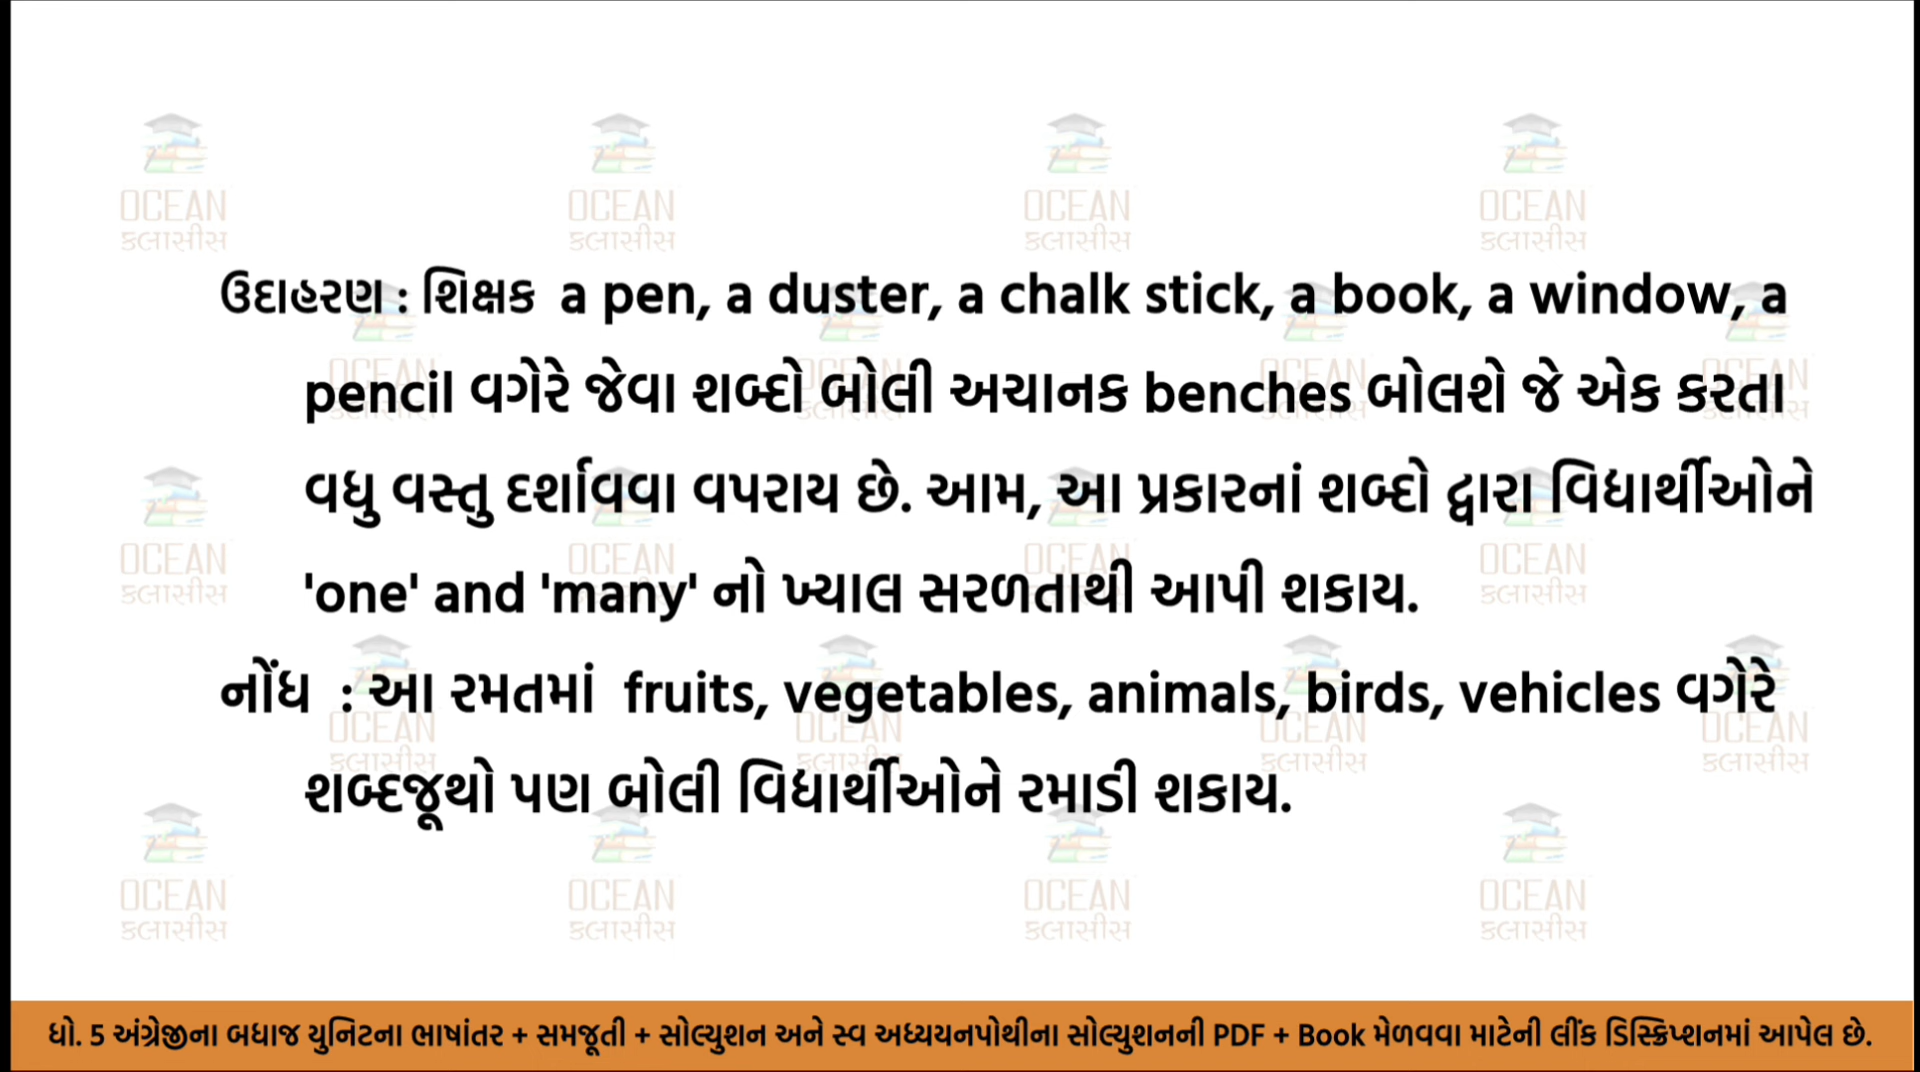 ઉદાહરણ : શિક્ષક a pen, a duster, a chalk stick, a book, a window, a
pencil વગેરે જેવા શબ્દો બોલી અચાનક benches બોલશે જે એક કરતા
વધુ વસ્તુ દર્શાવવા વપરાય છે. આમ, આ પ્રકારનાં શબ્દો દ્વારા વિદ્યાર્થીઓને
'one' and 'many' નો ખ્યાલ સરળતાથી આપી શકાય.
નોંધ : આ રમતમાં fruits, vegetables, animals, birds, vehicles વગેરે
શબ્દજૂથો પણ બોલી વિદ્યાર્થીઓને રમાડી શકાય.
ધો. 5 અંગ્રેજીના બધાજ યુનિટના ભાષાંતર + સમજૂતી + સોલ્યુશન અને સ્વ અધ્યયનપોથીના સોલ્યુશનની PDF + Book મેળવવા માટેની લીંક ડિસ્ક્રિપ્શનમાં આપેલ છે.
OCEAN
ક્લાસીસ